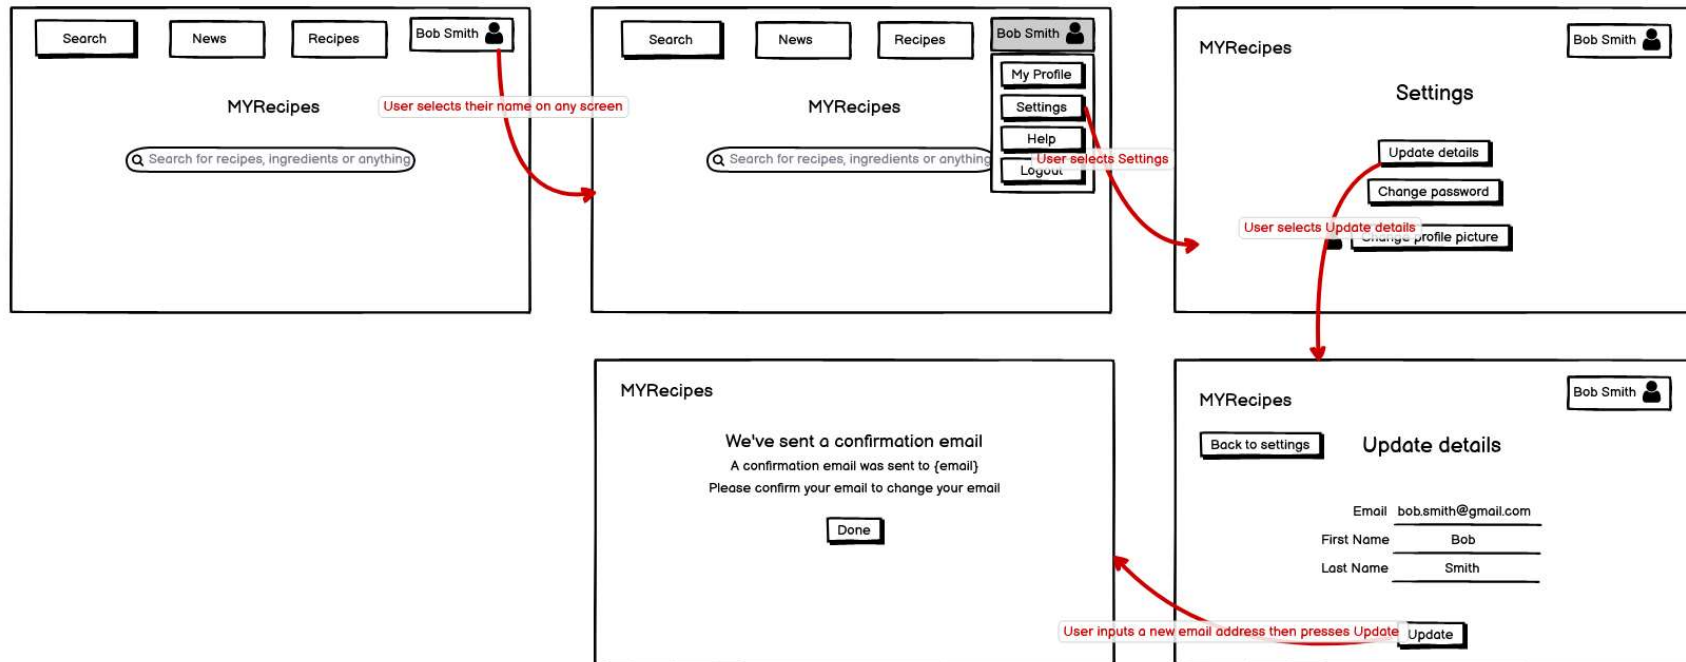 Search
News
Recipes
Bob Smith
MYRecipes
User selects their name on any screen
Search for recipes, ingredients or anything
Search
News
Recipes
Bob Smith
My Profile
Settings
Help
Logout
MYRecipes
Search for recipes, ingredients or anything
User selects Settings
MYRecipes
Bob Smith
Settings
Update details
Change password
User selects Update details
Change profile picture
MYRecipes
We've sent a confirmation email
A confirmation email was sent to {email}
Please confirm your email to change your email
Done
MYRecipes
Bob Smith
Back to settings
Update details
Email bob.smith@gmail.com
First Name Bob
Last Name Smith
User inputs a new email address then presses Update
Update